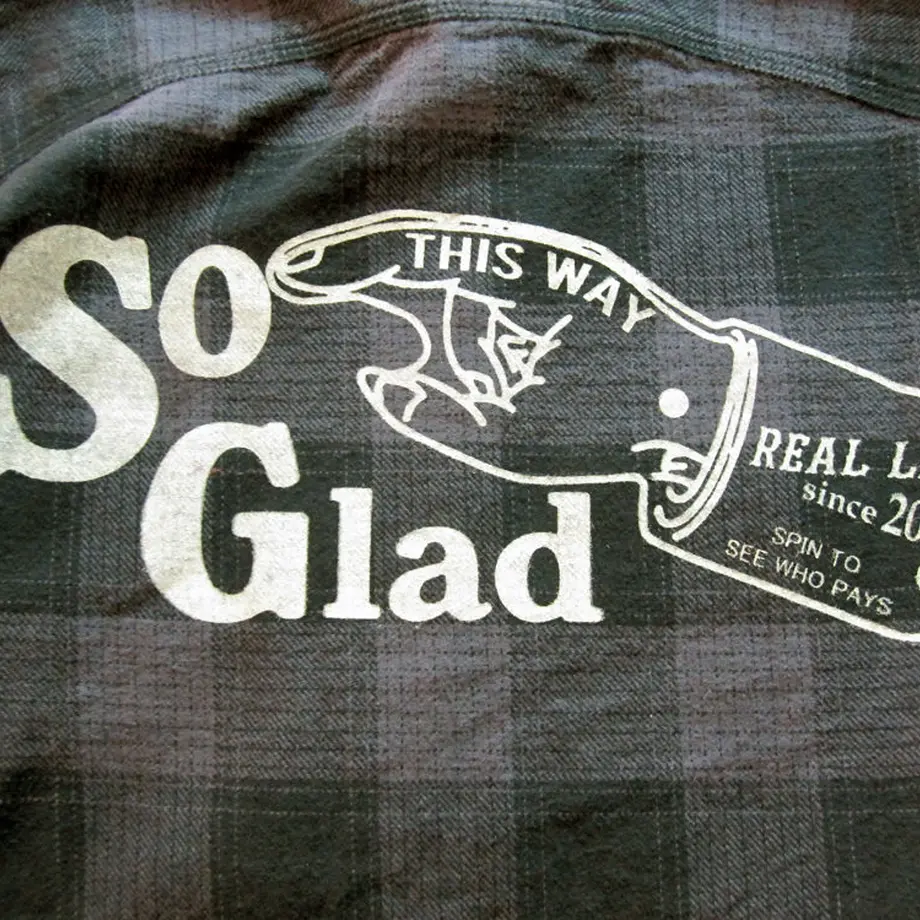 So
Glad
THIS WAY
REAL
since
SPIN TO
SEE WHO PAYS